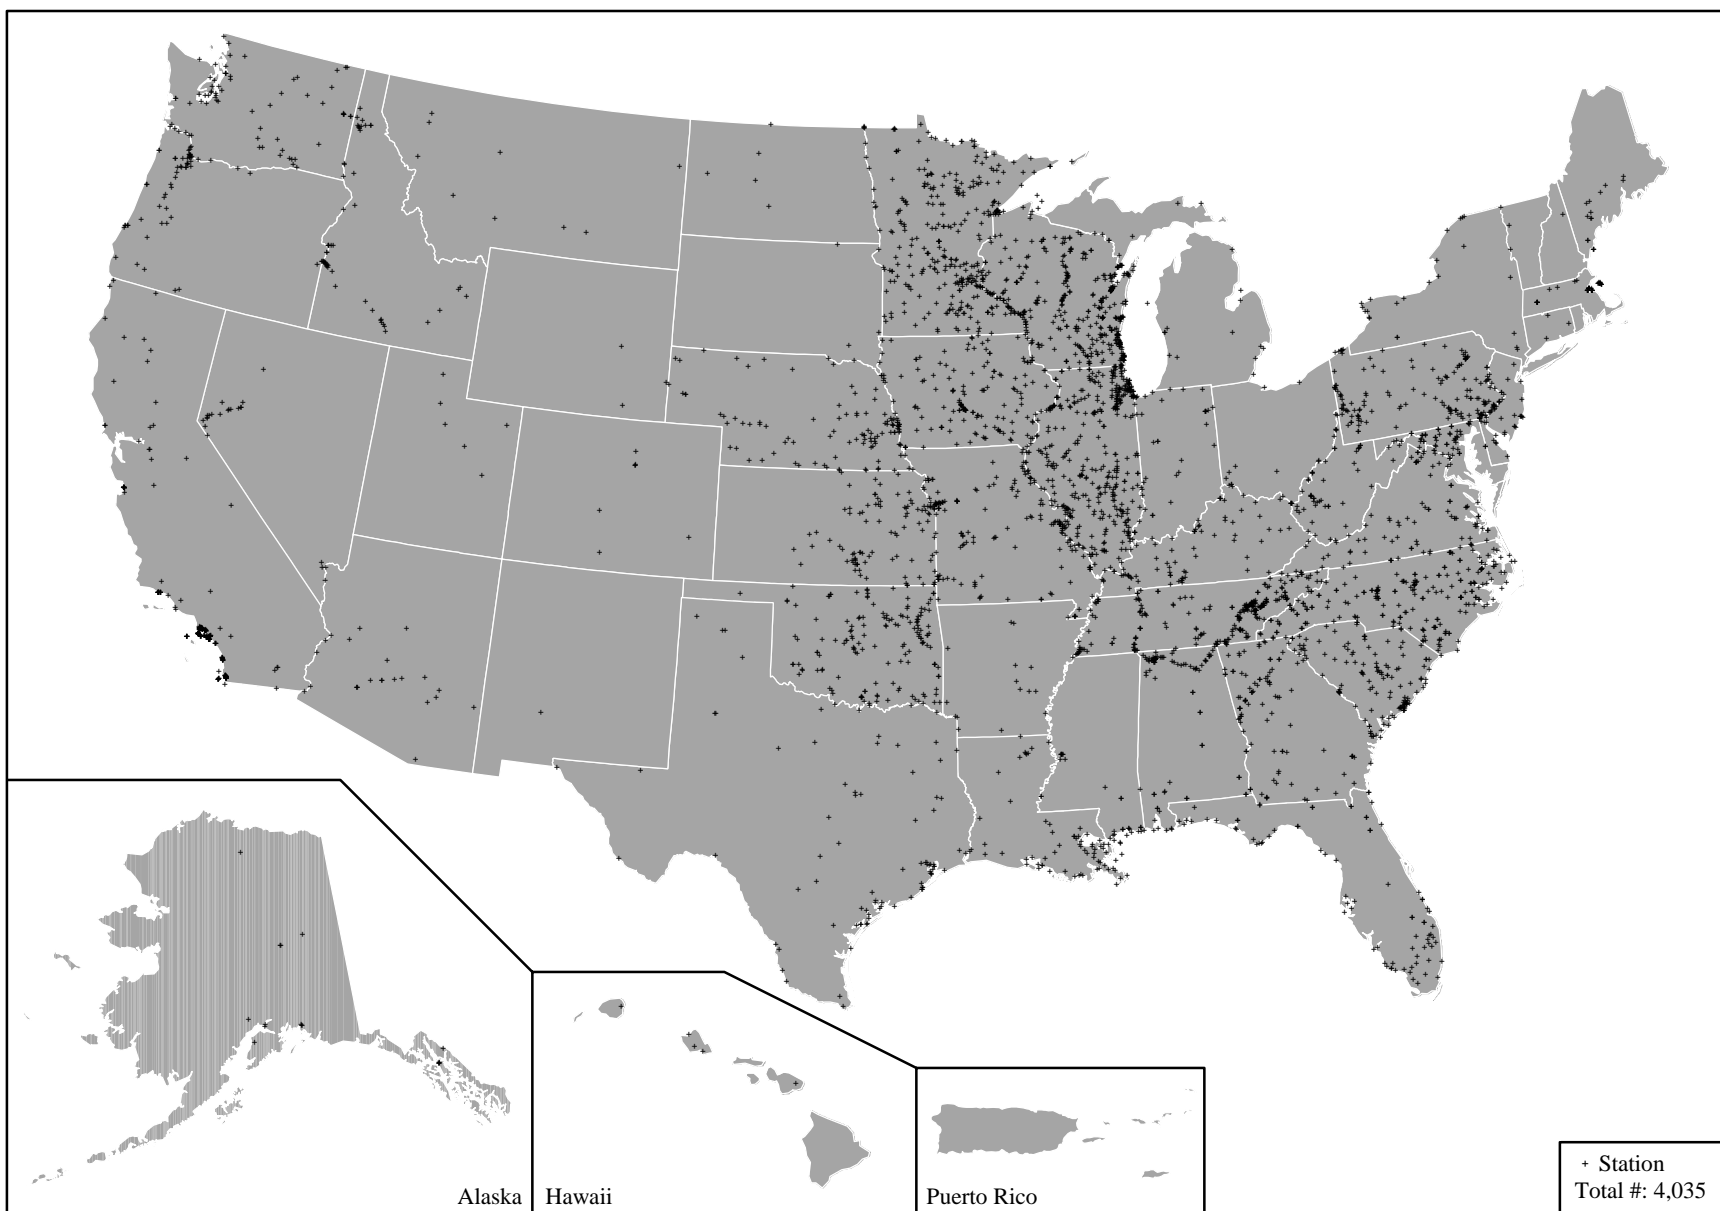 Alaska
Hawaii
Puerto Rico
+ Station
Total #: 4,035